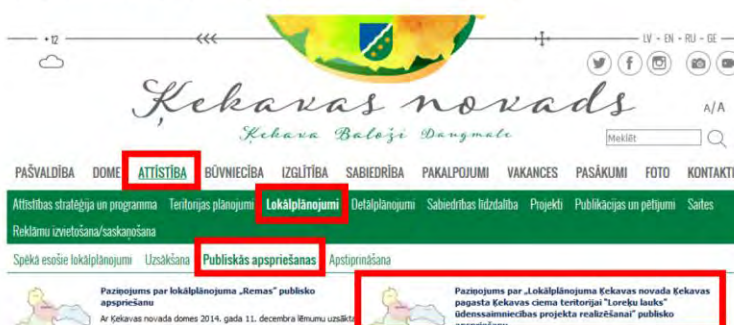 +12
<<<
LV - EN - RU - GE
Ķekavas novads
A/A
Ķekava Baloži Daugmale
Meklēt
PAŠVALDĪBA DOME ATTĪSTĪBA BŪVNIECĪBA IZGLĪTĪBA SABIEDRĪBA PAKALPOJUMI VAKANCES PASĀKUMI FOTO KONTAKTI
Attīstības stratēģija un programma Teritorijas plānojumi Lokālplānojumi Detālplānojumi Sabiedrības līdzdalība Projekti Publikācijas un pētījumi Saites
Reklāmu izvietošana/saskaņošana
Spēkā esošie lokālplānojumi Uzsākšana Publiskās apspriešanas Apstiprināšana
Paziņojums par lokālplānojuma „Remas" publisko
apspriešanu
Ar Ķekavas novada domes 2014. gada 11. decembra lēmumu uzsākta
Paziņojums par „Lokālplānojuma Ķekavas novada Ķekavas
pagasta Ķekavas ciema teritorijai "Loreķu lauks"
ūdenssaimniecības projekta realizēšanai" publisko
apspriešanu